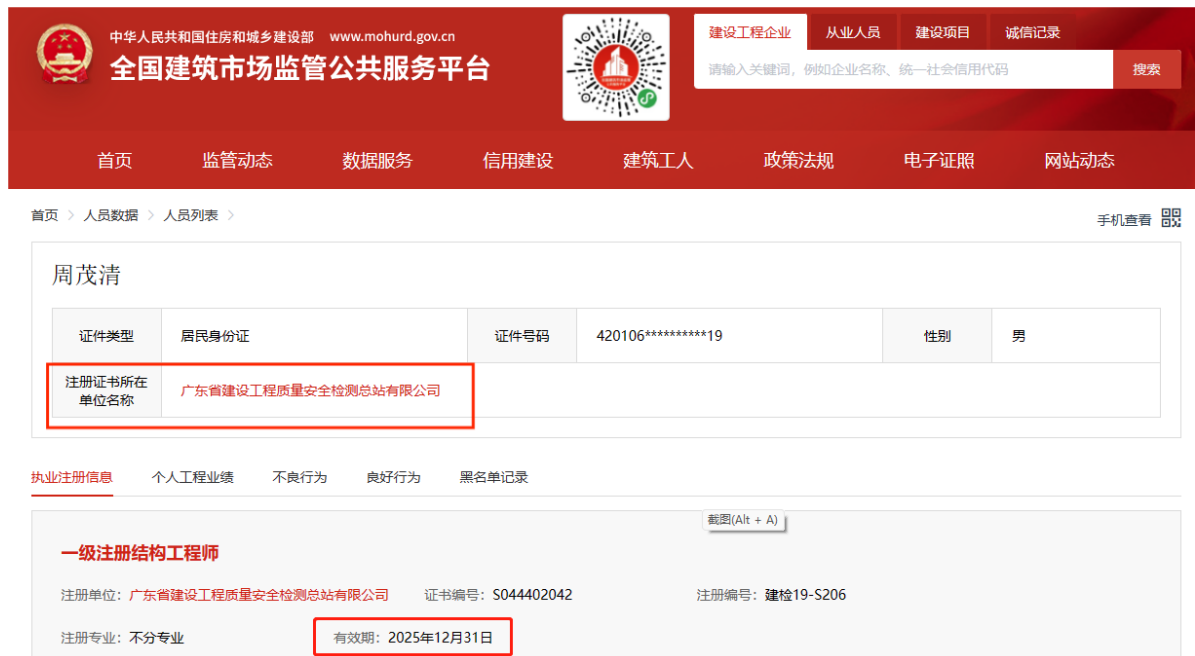 中华人民共和国住房和城乡建设部 www.mohurd.gov.cn
全国建筑市场监管公共服务平台
建设工程企业 从业人员 建设项目 诚信记录
请输入关键词，例如企业名称、统一社会信用代码 搜索
首页 监管动态 数据服务 信用建设 建筑工人 政策法规 电子证照 网站动态
首页 > 人员数据 > 人员列表 >
手机查看
周茂清
证件类型 居民身份证 证件号码 420106**********19 性别 男
注册证书所在
单位名称
广东省建设工程质量安全检测总站有限公司
执业注册信息 个人工程业绩 不良行为 良好行为 黑名单记录
截图(Alt + A)
一级注册结构工程师
注册单位：广东省建设工程质量安全检测总站有限公司 证书编号：S044402042 注册编号：建检19-S206
注册专业：不分专业 有效期：2025年12月31日